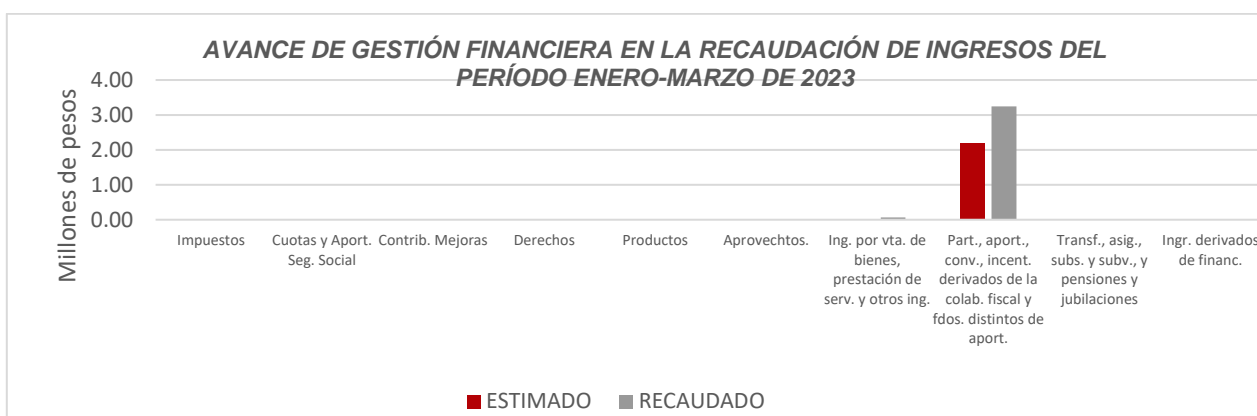 AVANCE DE GESTIÓN FINANCIERA EN LA RECAUDACIÓN DE INGRESOS DEL
PERÍODO ENERO-MARZO DE 2023
Millones de pesos
4.00
3.00
2.00
1.00
0.00
Impuestos
Cuotas y Aport.
Seg. Social
Contrib. Mejoras
Derechos
Productos
Aprovechtos.
Ing. por vta. de
bienes,
prestación de
serv. y otros ing.
Part., aport.,
conv., incent.
derivados de la
colab. fiscal y
fdos. distintos de
aport.
Transf., asig.,
subs. y subv., y
pensiones y
jubilaciones
Ingr. derivados
de financ.
ESTIMADO
RECAUDADO